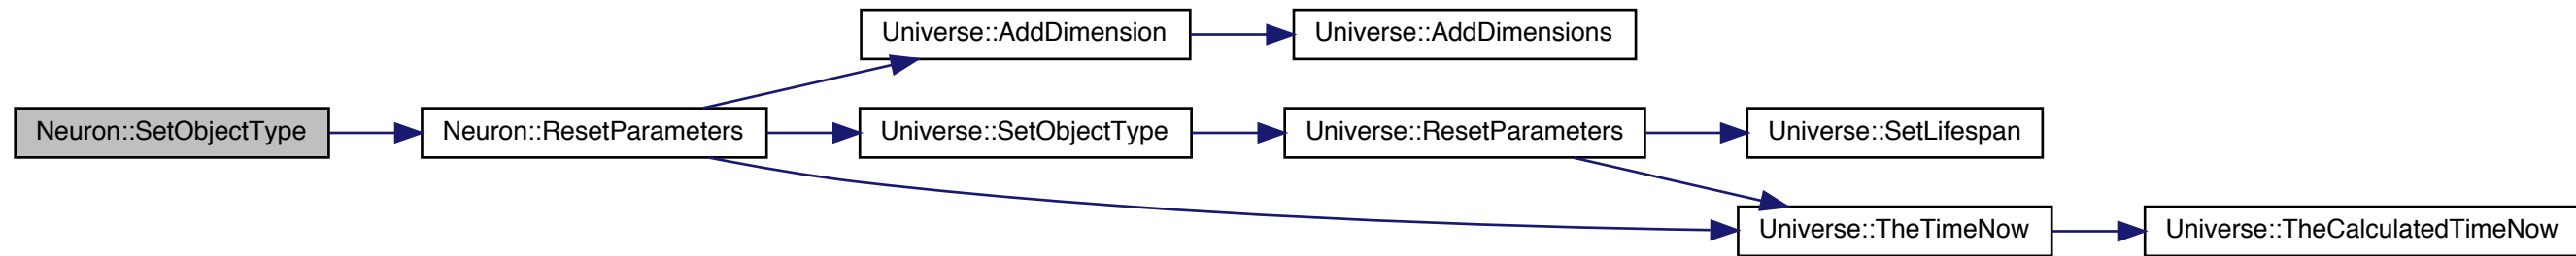 Universe::AddDimension
Universe::AddDimensions
Neuron::SetObjectType
Neuron::ResetParameters
Universe::SetObjectType
Universe::ResetParameters
Universe::SetLifespan
Universe::TheTimeNow
Universe::TheCalculatedTimeNow